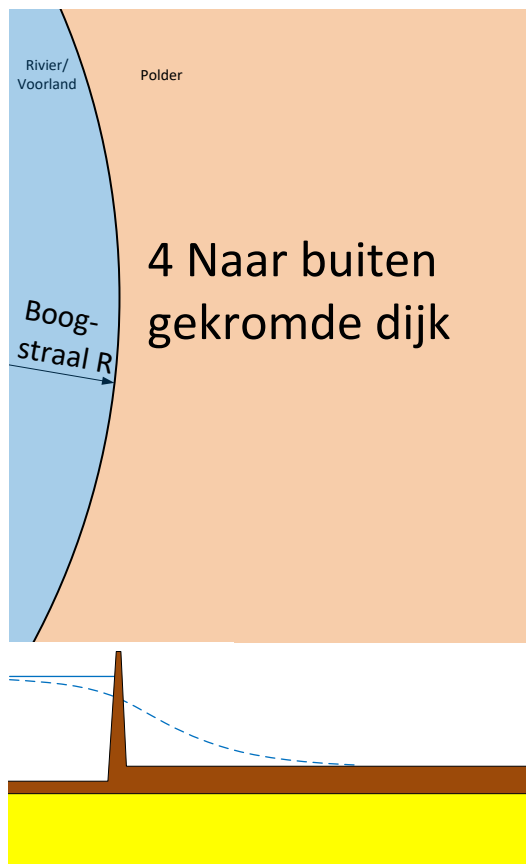 Rivier/
Voorland
Polder
4 Naar buiten
gekromde dijk
Boog-
straal R